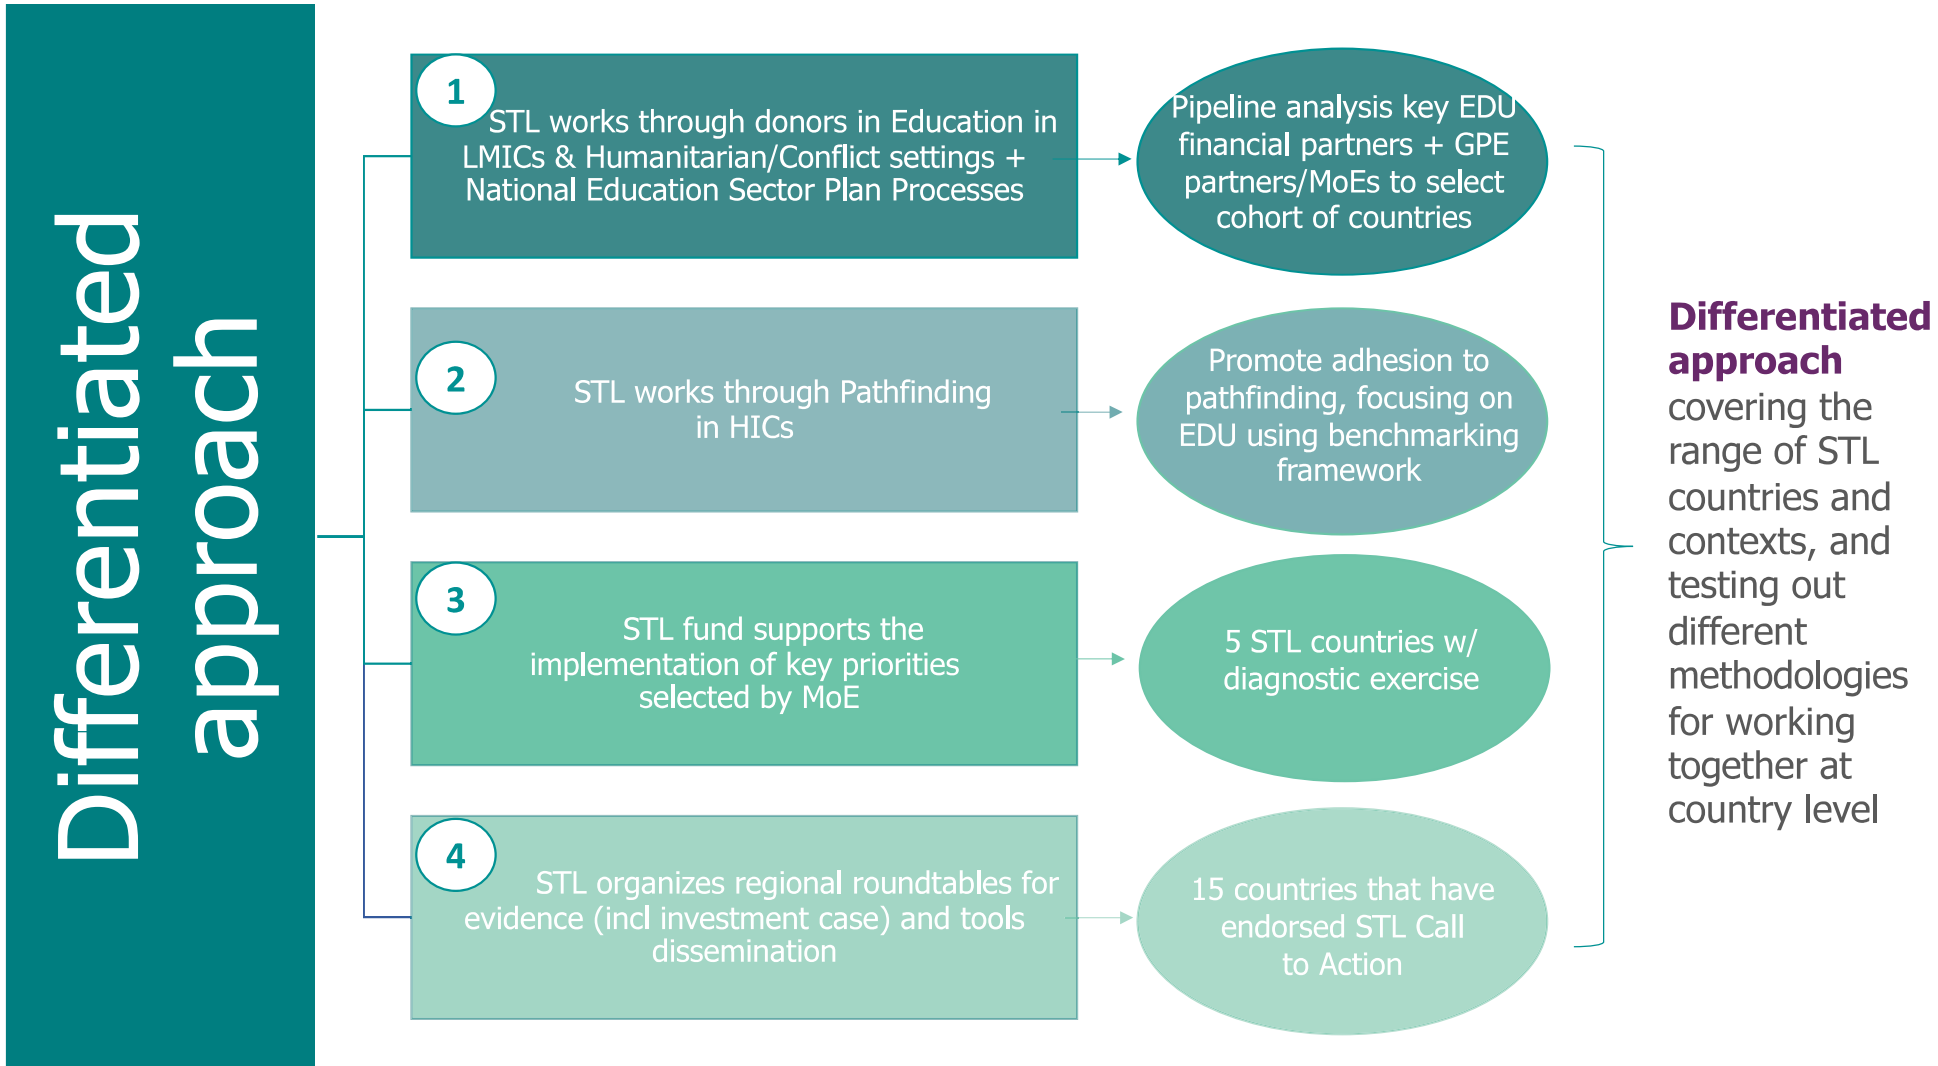 Differentiated
approach
1
STL works through donors in Education in
LMICs & Humanitarian/Conflict settings +
National Education Sector Plan Processes
Pipeline analysis key EDU
financial partners + GPE
partners/MoEs to select
cohort of countries
2
STL works through Pathfinding
in HICs
Promote adhesion to
pathfinding, focusing on
EDU using benchmarking
framework
3
STL fund supports the
implementation of key priorities
selected by MoE
5 STL countries w/
diagnostic exercise
4
STL organizes regional roundtables for
evidence (incl investment case) and tools
dissemination
15 countries that have
endorsed STL Call
to Action
Differentiated
approach
covering the
range of STL
countries and
contexts, and
testing out
different
methodologies
for working
together at
country level